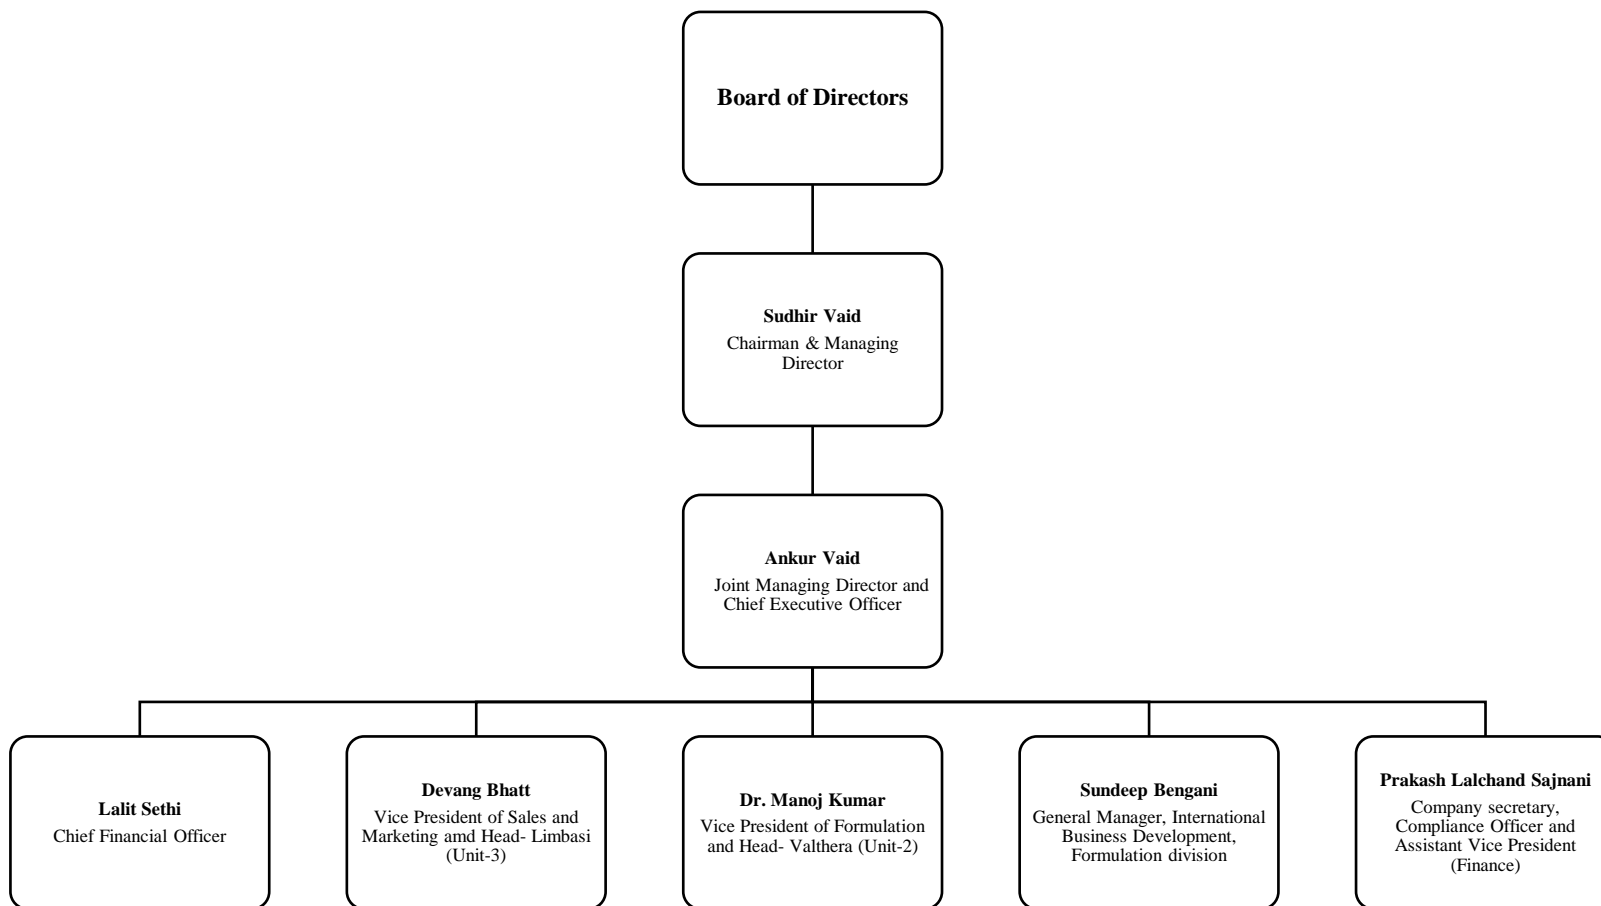 Board of Directors
Sudhir Vaid
Chairman & Managing
Director
Ankur Vaid
Joint Managing Director and
Chief Executive Officer
Lalit Sethi
Chief Financial Officer
Devang Bhatt
Vice President of Sales and
Marketing amd Head- Limbasi
(Unit-3)
Dr. Manoj Kumar
Vice President of Formulation
and Head- Valthera (Unit-2)
Sundeep Bengani
General Manager, International
Business Development,
Formulation division
Prakash Lalchand Sajnani
Company secretary,
Compliance Officer and
Assistant Vice President
(Finance)